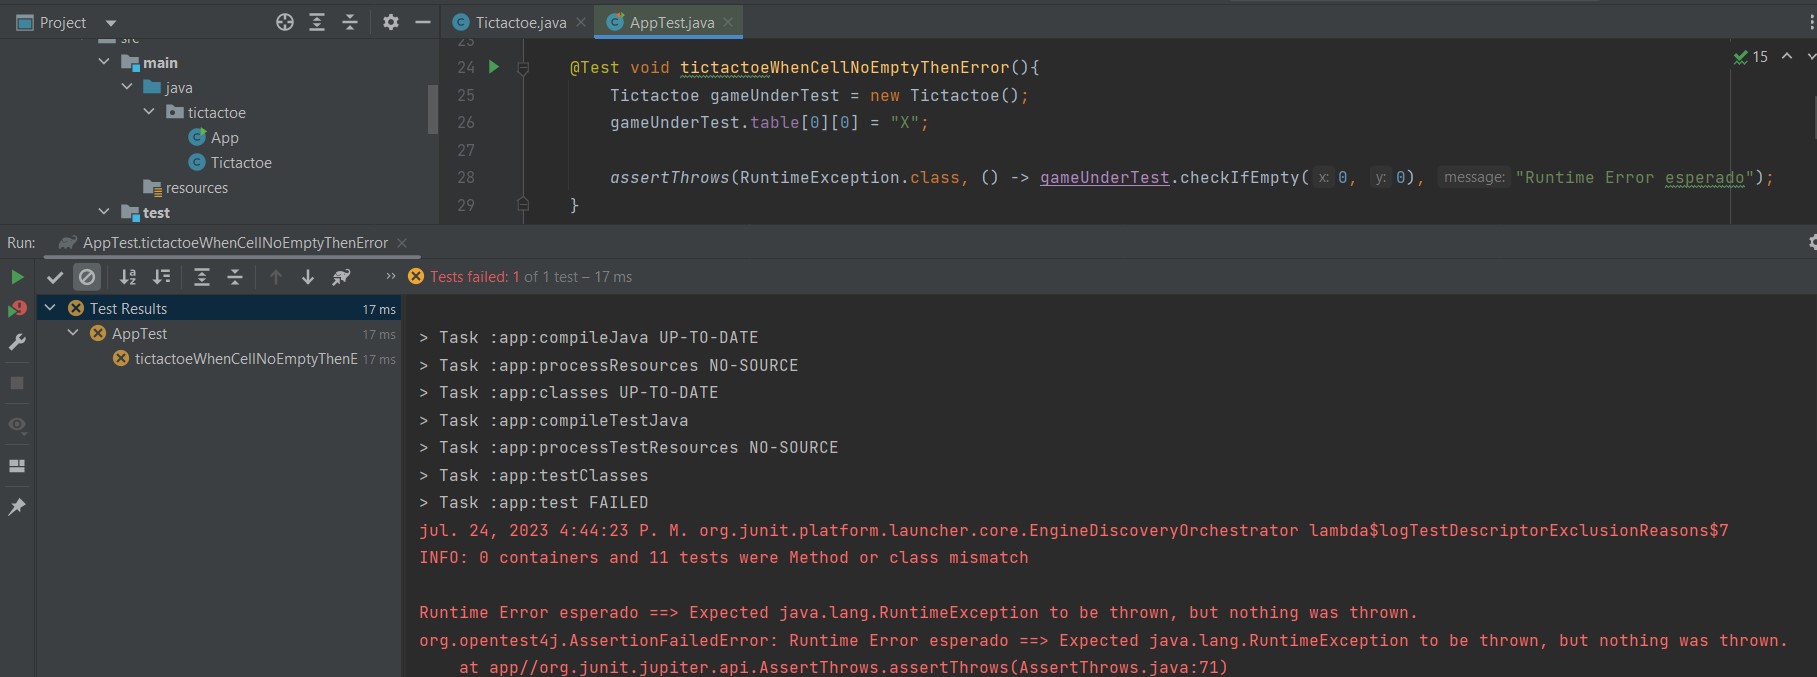 Project
Tictactoe.java
AppTest.java
src
main
java
tictactoe
App
Tictactoe
resources
test
23
15
24 @Test void tictactoeWhenCellNoEmptyThenError(){
25 Tictactoe gameUnderTest = new Tictactoe();
26 gameUnderTest.table[0][0] = "X";
27
28 assertThrows(RuntimeException.class, () -> gameUnderTest.checkIfEmpty( x: 0, y: 0), message: "Runtime Error esperado");
29 }
Run: AppTest.tictactoeWhenCellNoEmptyThenError
Tests failed: 1 of 1 test – 17 ms
Test Results 17 ms
AppTest 17 ms
tictactoeWhenCellNoEmptyThenE 17 ms
> Task :app:compileJava UP-TO-DATE
> Task :app:processResources NO-SOURCE
> Task :app:classes UP-TO-DATE
> Task :app:compileTestJava
> Task :app:processTestResources NO-SOURCE
> Task :app:testClasses
> Task :app:test FAILED
jul. 24, 2023 4:44:23 P. M. org.junit.platform.launcher.core.EngineDiscoveryOrchestrator lambda$logTestDescriptorExclusionReasons$7
INFO: 0 containers and 11 tests were Method or class mismatch
Runtime Error esperado ==> Expected java.lang.RuntimeException to be thrown, but nothing was thrown.
org.opentest4j.AssertionFailedError: Runtime Error esperado ==> Expected java.lang.RuntimeException to be thrown, but nothing was thrown.
at app//org.junit.jupiter.api.AssertThrows.assertThrows(AssertThrows.java:71)